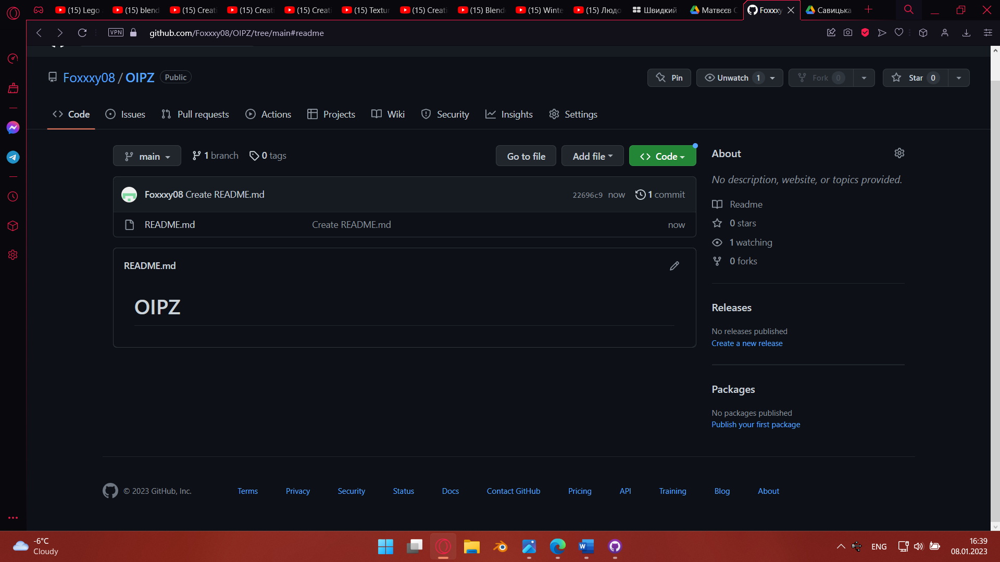 (15) Lego
(15) blend
(15) Creati
(15) Creati
(15) Creati
(15) Textur
(15) Creati
(15) Blende
(15) Winte
(15) Людо
Швидкий
Матвєєв С
Foxxxy
Савицька
VPN
github.com/Foxxxy08/OIPZ/tree/main#readme
Foxxxy08 / OIPZ Public
Pin
Unwatch 1
Fork 0
Star 0
Code
Issues
Pull requests
Actions
Projects
Wiki
Security
Insights
Settings
main
1 branch
0 tags
Go to file
Add file
Code
Foxxxy08 Create README.md
22696c9 now
1 commit
README.md
Create README.md
now
README.md
OIPZ
About
No description, website, or topics provided.
Readme
0 stars
1 watching
0 forks
Releases
No releases published
Create a new release
Packages
No packages published
Publish your first package
© 2023 GitHub, Inc.
Terms
Privacy
Security
Status
Docs
Contact GitHub
Pricing
API
Training
Blog
About
-6°C
Cloudy
W
ENG
16:39
08.01.2023